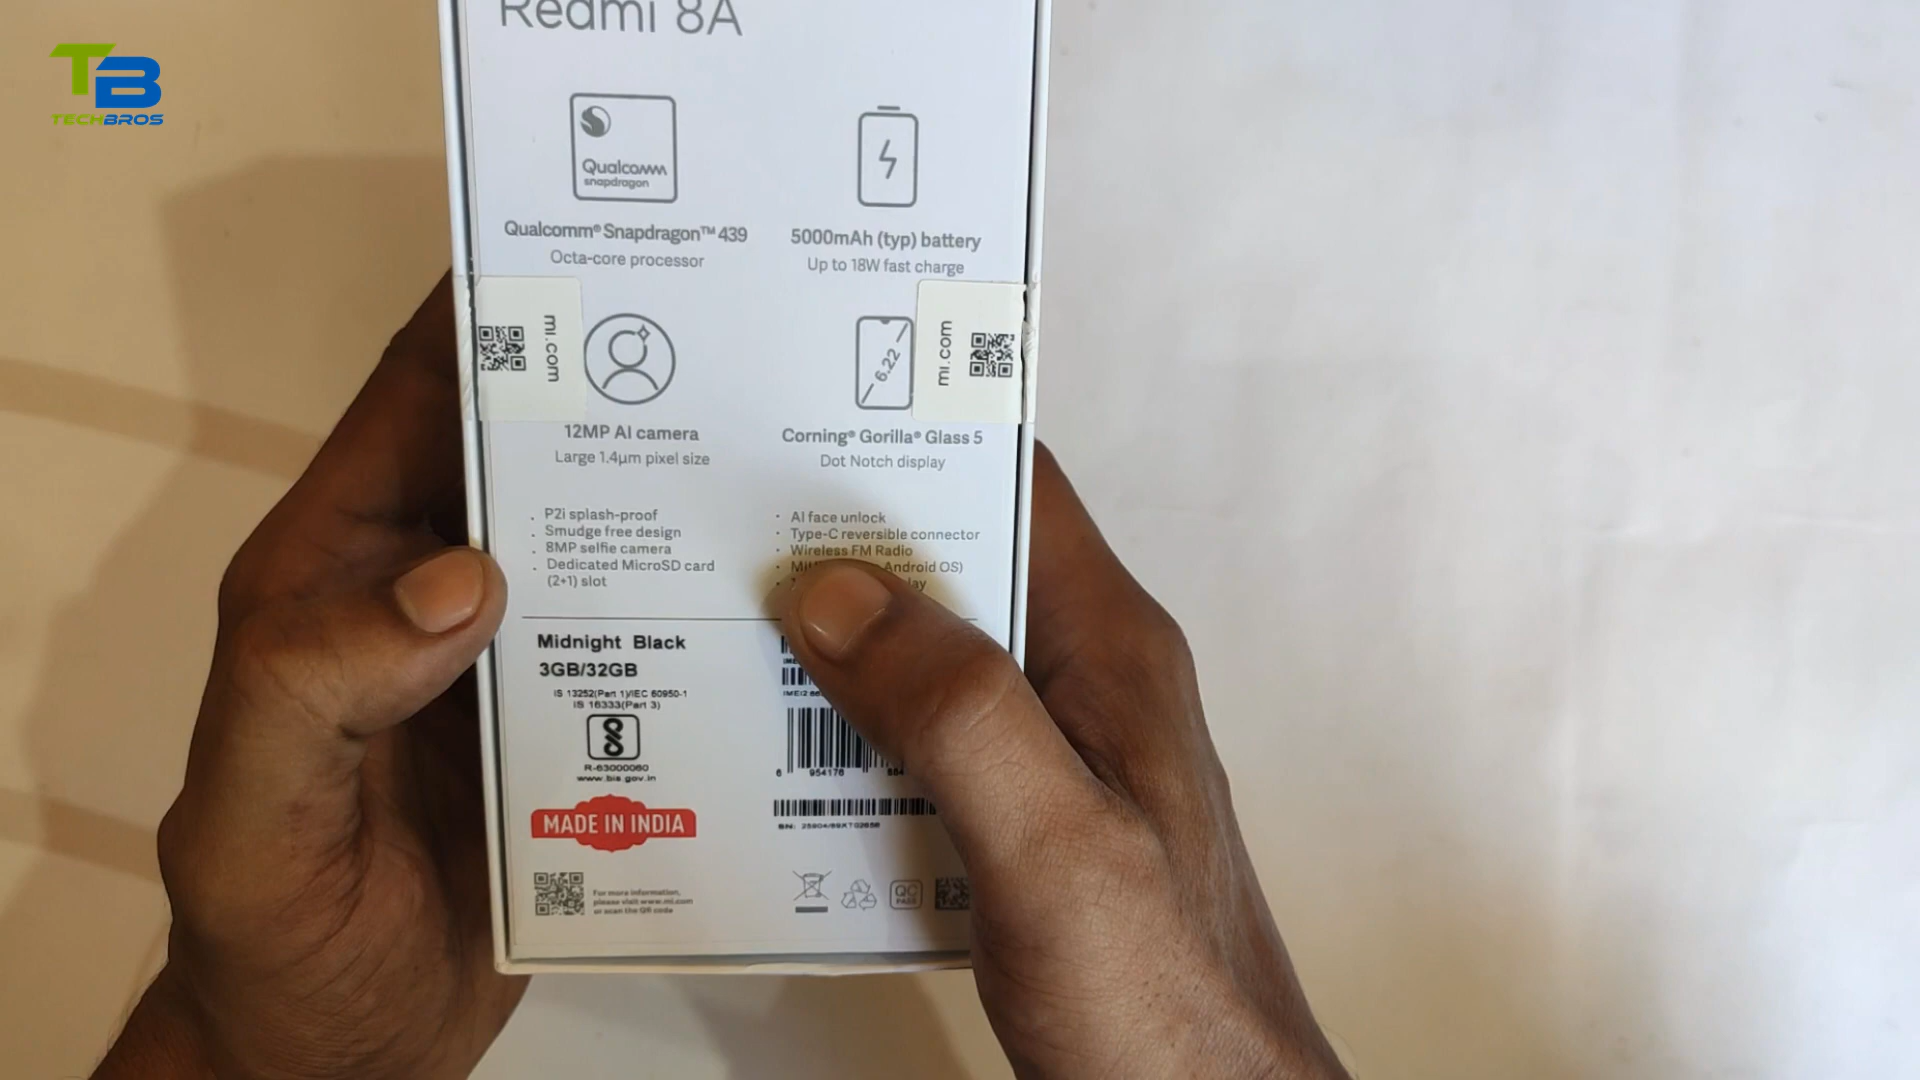 TB
TECHBROS
Redmi 8A
Qualcomm
snapdragon
Qualcomm® Snapdragon™ 439
Octa-core processor
5000mAh (typ) battery
Up to 18W fast charge
mi.com
6.22
mi.com
12MP AI camera
Large 1.4μm pixel size
Corning® Gorilla® Glass 5
Dot Notch display
P2i splash-proof
Smudge free design
8MP selfie camera
Dedicated MicroSD card
(2+1) slot
· AI face unlock
· Type-C reversible connector
· Wireless FM Radio
Android OS)
Midnight Black
3GB/32GB
IS 13252(Part 1)/IEC 60950-1
IS 16333(Part 3)
R-63000060
www.bis.gov.in
6 954176
MADE IN INDIA
For more information,
please visit www.mi.com
or scan the QR code
QC
PASS